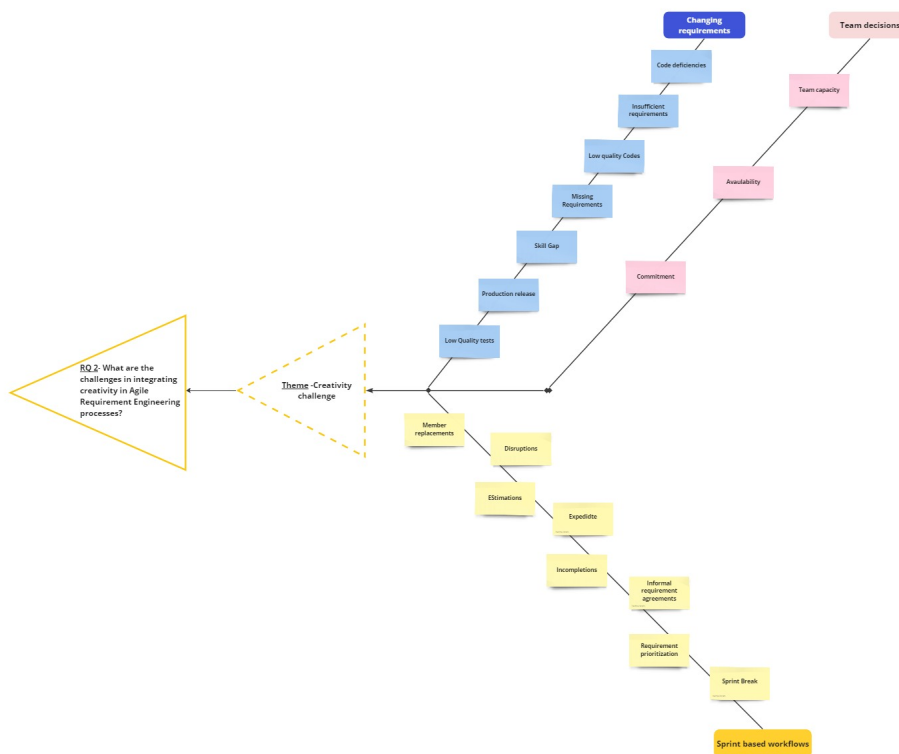 Changing
requirements
Team decisions
Code deficiencies
Team capacity
Insufficient
requirements
Low quality Codes
Avaulability
Missing
Requirements
Skill Gap
Commitment
Production release
Low Quality tests
RQ 2- What are the
challenges in integrating
creativity in Agile
Requirement Engineering
processes?
Theme -Creativity
challenge
Member
replacements
Disruptions
EStimations
Expedidte
Incompletions
Informal
requirement
agreements
Requirement
prioritization
Sprint Break
Sprint based workflows